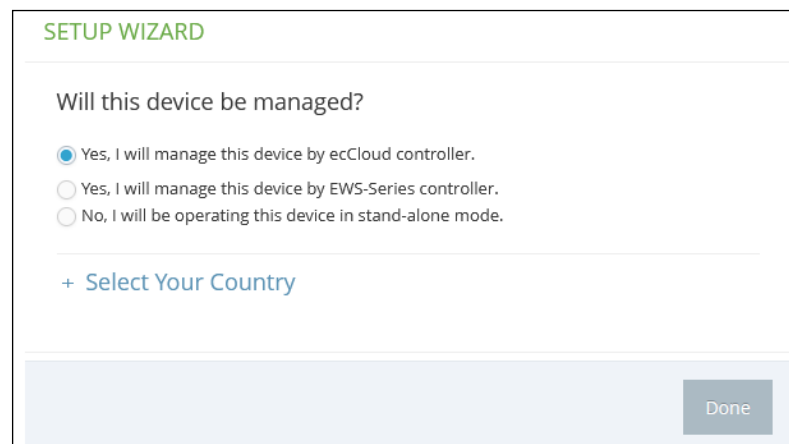 SETUP WIZARD
Will this device be managed?
Yes, I will manage this device by ecCloud controller.
Yes, I will manage this device by EWS-Series controller.
No, I will be operating this device in stand-alone mode.
+ Select Your Country
Done